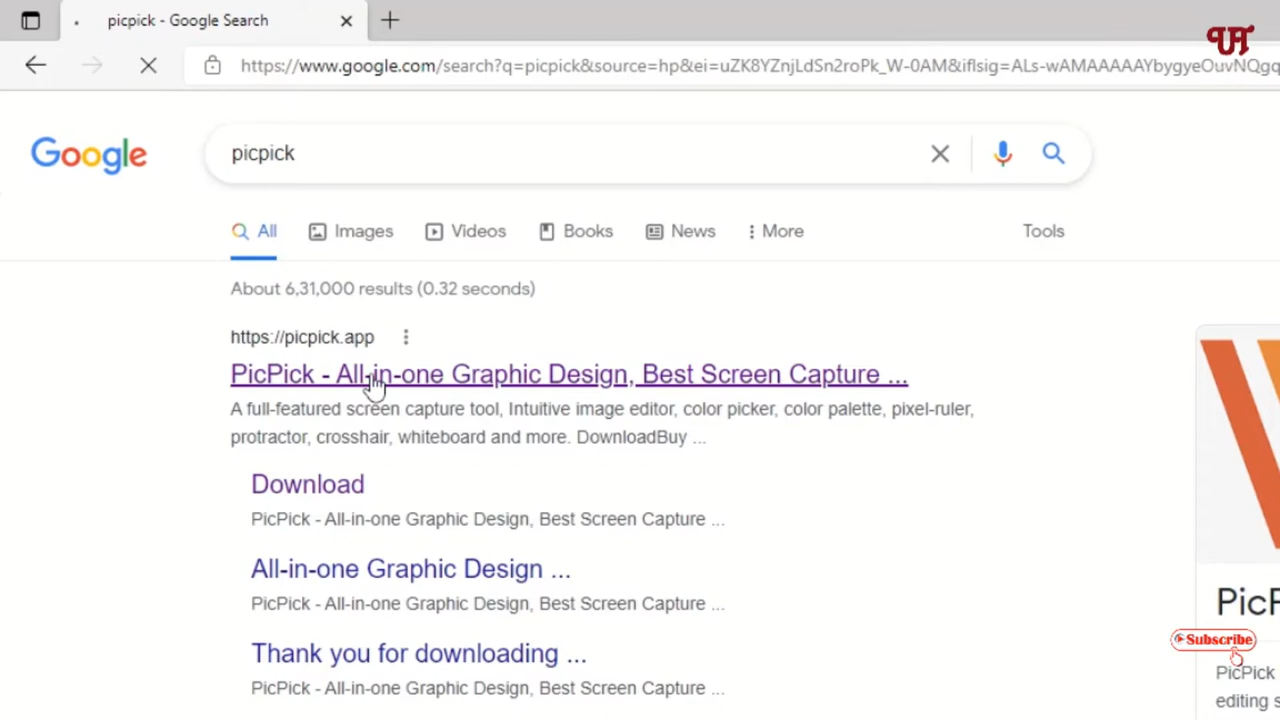 picpick - Google Search
https://www.google.com/search?q=picpick&source=hp&ei=uZK8YZnjLdSn2roPk_W-0AM&iflsig=ALs-wAMAAAAAYbygyeOuvNQgq
Google
picpick
All
Images
Videos
Books
News
More
Tools
About 6,31,000 results (0.32 seconds)
https://picpick.app
PicPick - All-in-one Graphic Design, Best Screen Capture ...
A full-featured screen capture tool, Intuitive image editor, color picker, color palette, pixel-ruler,
protractor, crosshair, whiteboard and more. DownloadBuy ...
Download
PicPick - All-in-one Graphic Design, Best Screen Capture ...
All-in-one Graphic Design ...
PicPick - All-in-one Graphic Design, Best Screen Capture ...
Thank you for downloading ...
PicPick - All-in-one Graphic Design, Best Screen Capture ...
PicP
Subscribe
PicPick
editing s